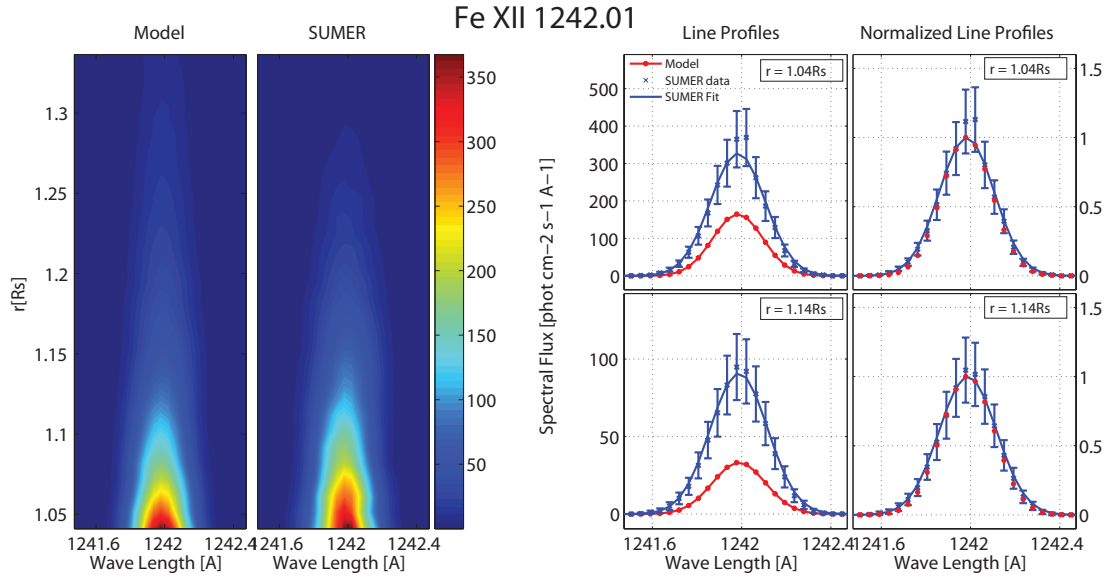 Fe XII 1242.01
Model
SUMER
r[Rs]
1.3
1.2
1.15
1.1
1.05
1241.6 1242 1242.4
Wave Length [A]
1241.6 1242 1242.4
Wave Length [A]
350
300
250
200
150
100
50
Line Profiles
Normalized Line Profiles
Spectral Flux [phot cm−2 s−1 A−1]
Model
SUMER data
SUMER Fit
r = 1.04Rs
500
400
300
200
100
0
r = 1.04Rs
1.5
1
0.5
0
r = 1.14Rs
100
50
0
1241.6 1242 1242.4
Wave Length [A]
r = 1.14Rs
1.5
1
0.5
0
1241.6 1242 1242.4
Wave Length [A]